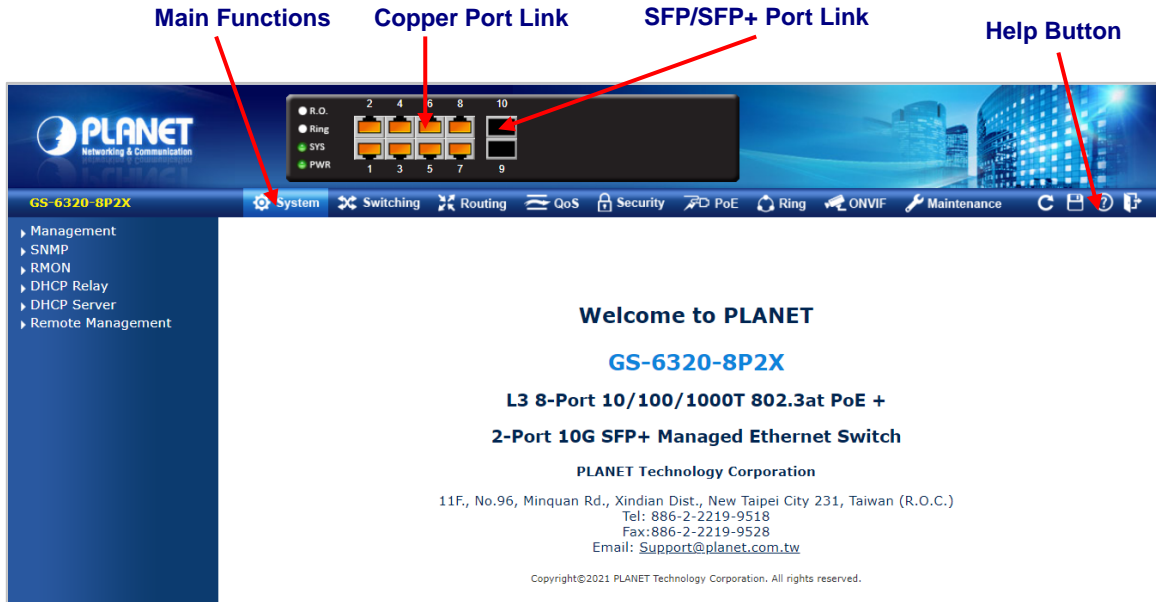 Main Functions
Copper Port Link
SFP/SFP+ Port Link
Help Button
PLANET
Networking & Communication
R.O.
Ring
SYS
PWR
2 4 6 8 10
1 3 5 7 9
GS-6320-8P2X
System Switching Routing QoS Security PoE Ring ONVIF Maintenance
Management
SNMP
RMON
DHCP Relay
DHCP Server
Remote Management
Welcome to PLANET
GS-6320-8P2X
L3 8-Port 10/100/1000T 802.3at PoE +
2-Port 10G SFP+ Managed Ethernet Switch
PLANET Technology Corporation
11F., No.96, Minquan Rd., Xindian Dist., New Taipei City 231, Taiwan (R.O.C.)
Tel: 886-2-2219-9518
Fax:886-2-2219-9528
Email: Support@planet.com.tw
Copyright©2021 PLANET Technology Corporation. All rights reserved.